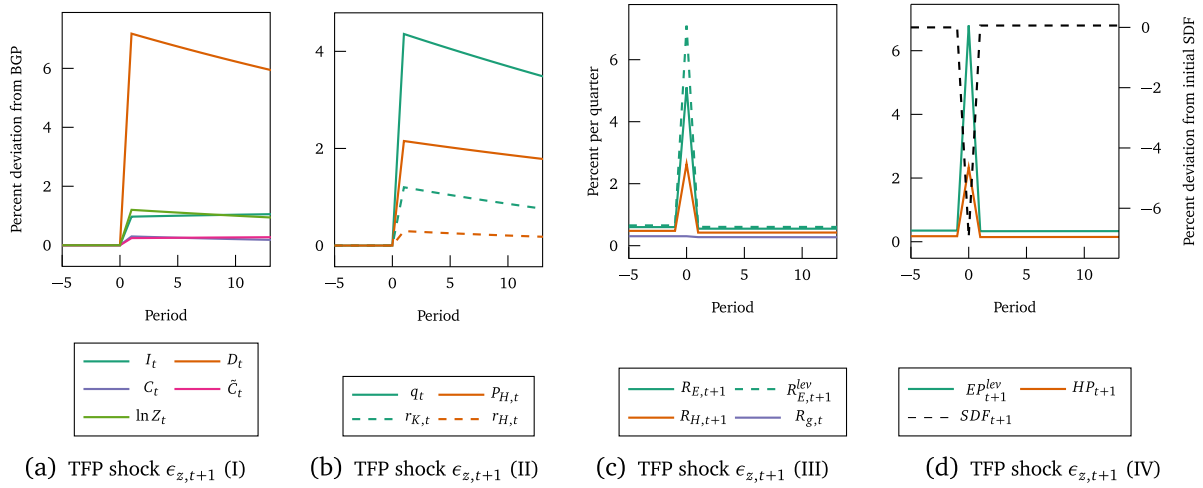 Percent deviation from BGP
6
4
2
0
−5 0 5 10
Period
I_t D_t
C_t C̃_t
ln Z_t
(a) TFP shock ϵ_{z,t+1} (I)
4
2
0
−5 0 5 10
Period
q_t P_{H,t}
r_{K,t} r_{H,t}
(b) TFP shock ϵ_{z,t+1} (II)
Percent per quarter
6
4
2
0
−5 0 5 10
Period
R_{E,t+1} R^{lev}_{E,t+1}
R_{H,t+1} R_{g,t}
(c) TFP shock ϵ_{z,t+1} (III)
6
4
2
0
−5 0 5 10
Period
0
−2
−4
−6
Percent deviation from initial SDF
EP^{lev}_{t+1} HP_{t+1}
SDF_{t+1}
(d) TFP shock ϵ_{z,t+1} (IV)